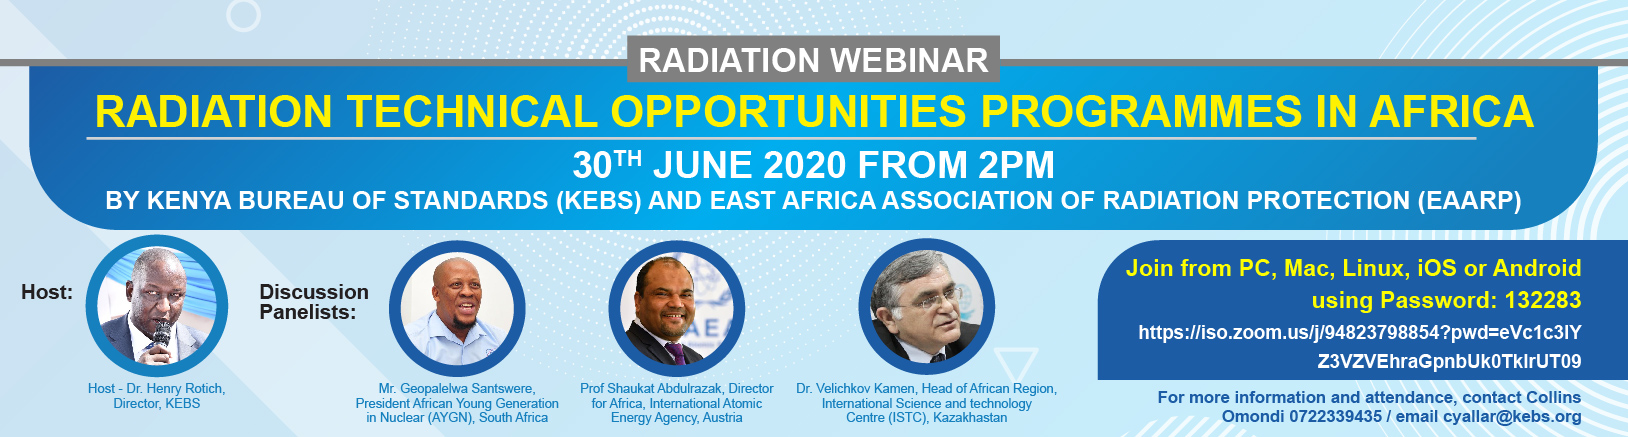 RADIATION WEBINAR
RADIATION TECHNICAL OPPORTUNITIES PROGRAMMES IN AFRICA
30TH JUNE 2020 FROM 2PM
BY KENYA BUREAU OF STANDARDS (KEBS) AND EAST AFRICA ASSOCIATION OF RADIATION PROTECTION (EAARP)
Host:
Host - Dr. Henry Rotich,
Director, KEBS
Discussion
Panelists:
Mr. Geopalelwa Santswere,
President African Young Generation
in Nuclear (AYGN), South Africa
Prof Shaukat Abdulrazak, Director
for Africa, International Atomic
Energy Agency, Austria
Dr. Velichkov Kamen, Head of African Region,
International Science and technology
Centre (ISTC), Kazakhstan
Join from PC, Mac, Linux, iOS or Android
using Password: 132283
https://iso.zoom.us/j/94823798854?pwd=eVc1c3lY
Z3VZVEhraGpnbUk0TklrUT09
For more information and attendance, contact Collins
Omondi 0722339435 / email cyallar@kebs.org